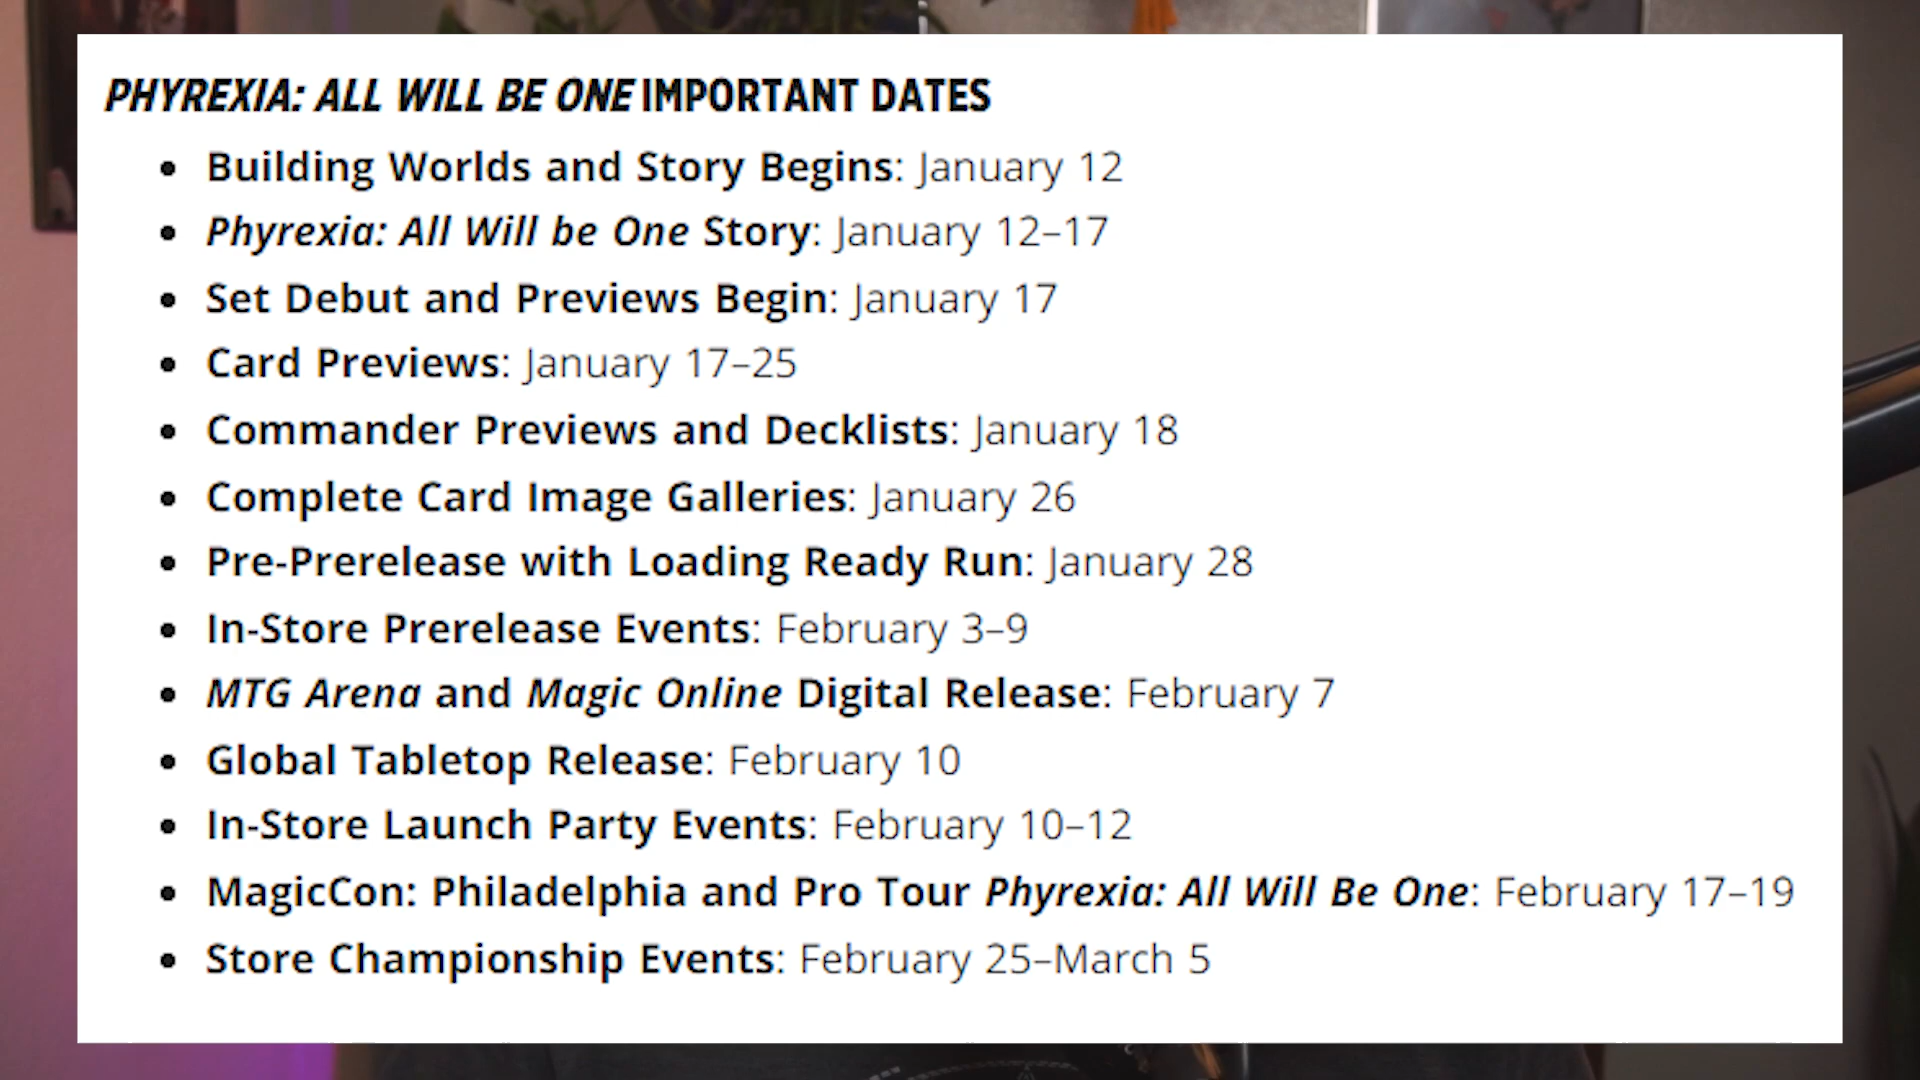 PHYREXIA: ALL WILL BE ONE IMPORTANT DATES
• Building Worlds and Story Begins: January 12
• Phyrexia: All Will be One Story: January 12–17
• Set Debut and Previews Begin: January 17
• Card Previews: January 17–25
• Commander Previews and Decklists: January 18
• Complete Card Image Galleries: January 26
• Pre-Prerelease with Loading Ready Run: January 28
• In-Store Prerelease Events: February 3–9
• MTG Arena and Magic Online Digital Release: February 7
• Global Tabletop Release: February 10
• In-Store Launch Party Events: February 10–12
• MagicCon: Philadelphia and Pro Tour Phyrexia: All Will Be One: February 17–19
• Store Championship Events: February 25–March 5